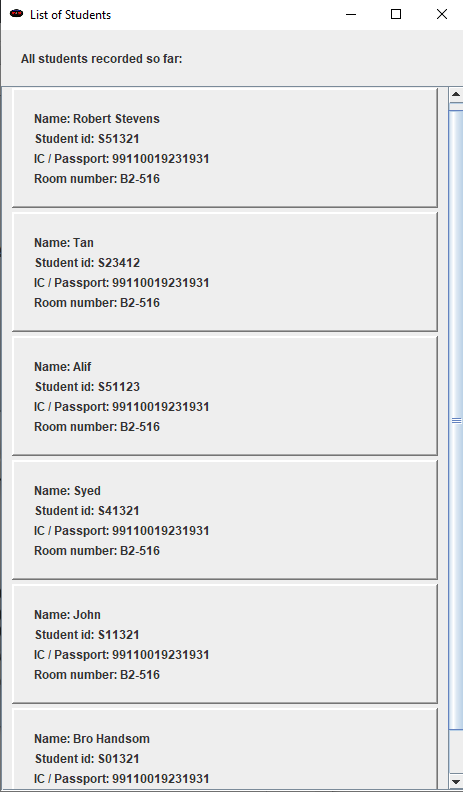 List of Students
All students recorded so far:
Name: Robert Stevens
Student id: S51321
IC / Passport: 99110019231931
Room number: B2-516
Name: Tan
Student id: S23412
IC / Passport: 99110019231931
Room number: B2-516
Name: Alif
Student id: S51123
IC / Passport: 99110019231931
Room number: B2-516
Name: Syed
Student id: S41321
IC / Passport: 99110019231931
Room number: B2-516
Name: John
Student id: S11321
IC / Passport: 99110019231931
Room number: B2-516
Name: Bro Handsom
Student id: S01321
IC / Passport: 99110019231931